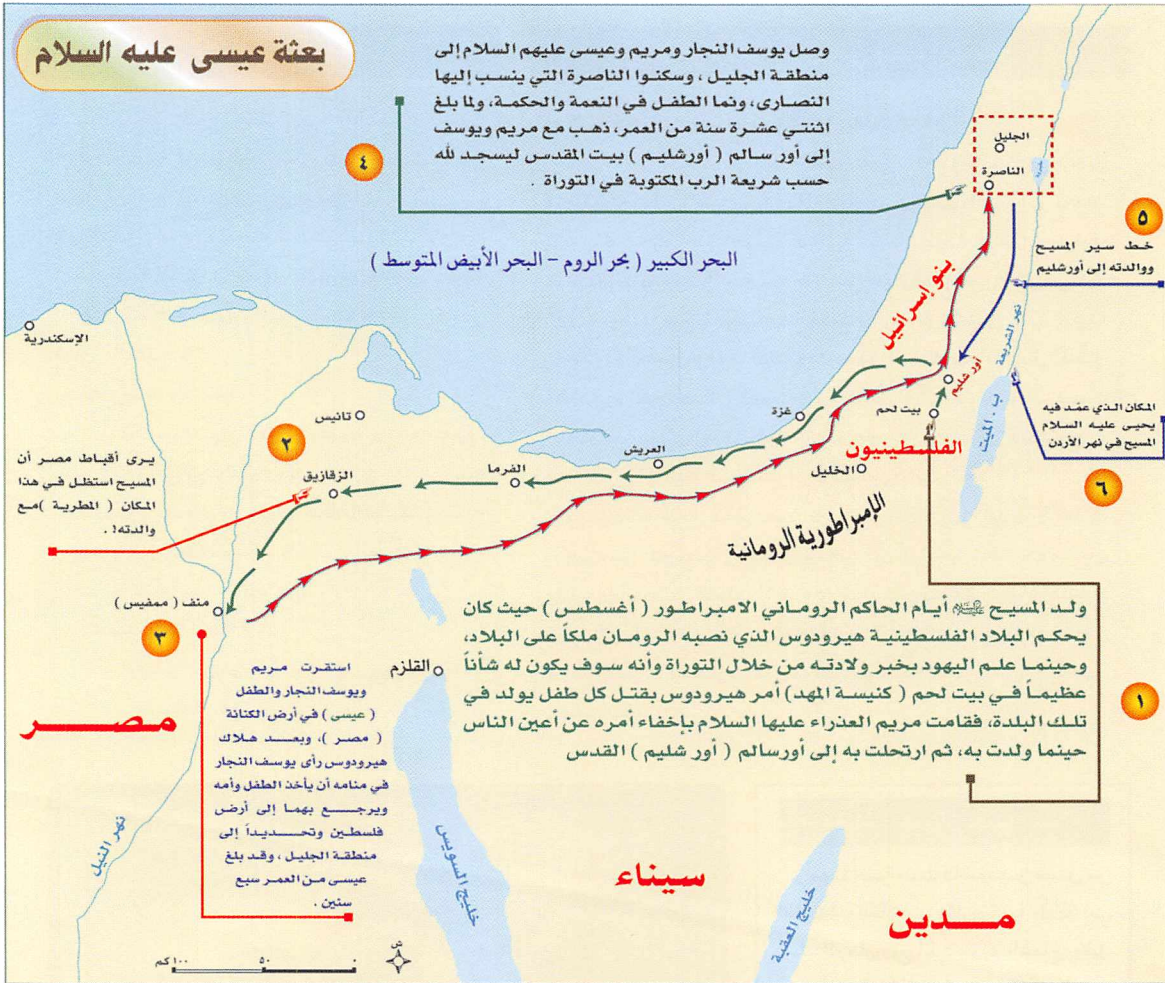 بعثة عيسى عليه السلام
وصل يوسف النجار ومريم وعيسى عليهم السلام إلى
منطقة الجليل ، وسكنوا الناصرة التي ينسب إليها
النصارى، ونما الطفل في النعمة والحكمة، ولما بلغ
اثنتي عشرة سنة من العمر، ذهب مع مريم ويوسف
إلى أور سالم ( أورشليم ) بيت المقدس ليسجد لله
حسب شريعة الرب المكتوبة في التوراة .
٤
الجليل
الناصرة
٥
خط سير المسيح
ووالدته إلى أورشليم
البحر الكبير ( بحر الروم - البحر الأبيض المتوسط )
بنو إسرائيل
نهر الشريعة
الإسكندرية
أور شليم
المكان الذي عمّد فيه
يحيى عليه السلام
المسيح في نهر الأردن
٦
ب . الميت
بيت لحم
غزة
تانيس
٢
الفلسطينيون
العريش
الخليل
الفرما
الزقازيق
يرى أقباط مصر أن
المسيح استظل في هذا
المكان ( المطرية )مع
والدته! .
الإمبراطورية الرومانية
منف ( ممفيس )
٣
ولد المسيح ﷺ أيام الحاكم الروماني الامبراطور ( أغسطس ) حيث كان
يحكم البلاد الفلسطينية هيرودوس الذي نصبه الرومان ملكاً على البلاد،
وحينما علم اليهود بخبر ولادته من خلال التوراة وأنه سوف يكون له شأناً
عظيماً في بيت لحم ( كنيسة المهد) أمر هيرودوس بقتل كل طفل يولد في
تلك البلدة، فقامت مريم العذراء عليها السلام بإخفاء أمره عن أعين الناس
حينما ولدت به، ثم ارتحلت به إلى أورسالم ( أور شليم ) القدس
١
القلزم
استقرت مريم
ويوسف النجار والطفل
( عيسى ) في أرض الكنانة
( مصر )، وبعد هلاك
هيرودوس رأى يوسف النجار
في منامه أن يأخذ الطفل وأمه
ويرجع بهما إلى أرض
فلسطين وتحديداً إلى
منطقة الجليل ، وقد بلغ
عيسى من العمر سبع
سنين .
مصر
نهر النيل
خليج السويس
سيناء
خليج العقبة
مدين
ش
٠ ٥٠ ١٠٠ كم